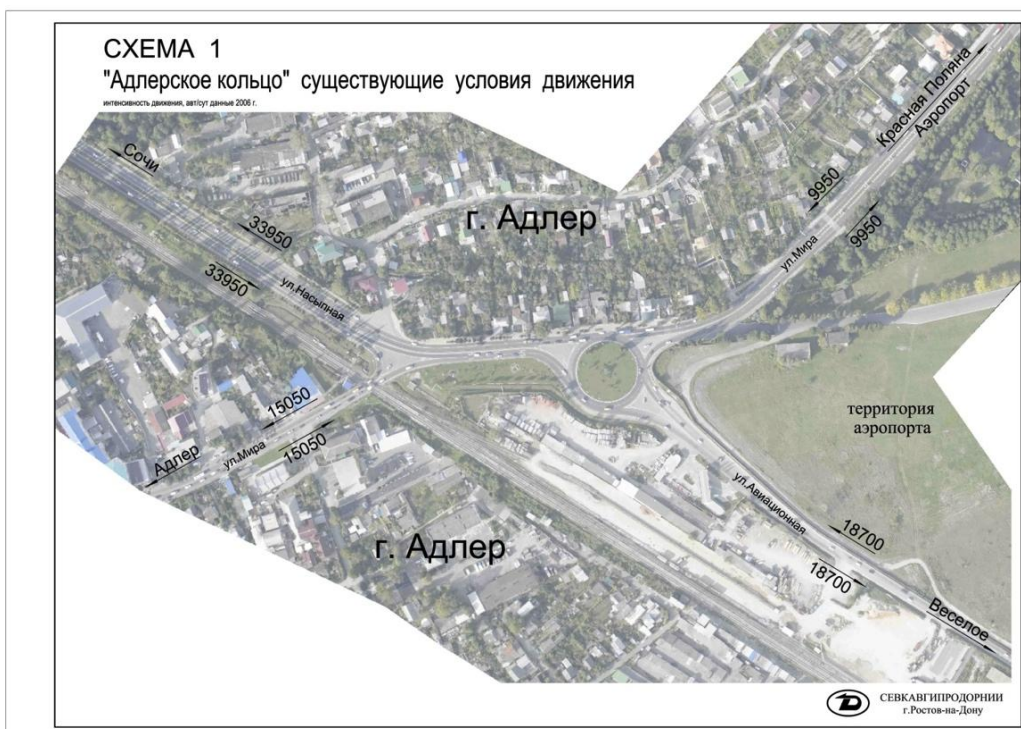 СХЕМА 1
"Адлерское кольцо" существующие условия движения
интенсивность движения, авт/сут данные 2006 г.
Сочи
33950
33950
ул.Насыпная
г. Адлер
Красная Поляна
Аэропорт
9950
9950
ул.Мира
15050
15050
Адлер
ул.Мира
территория
аэропорта
ул.Авиационная
18700
18700
г. Адлер
Веселое
СЕВКАВГИПРОДОРНИИ
г.Ростов-на-Дону